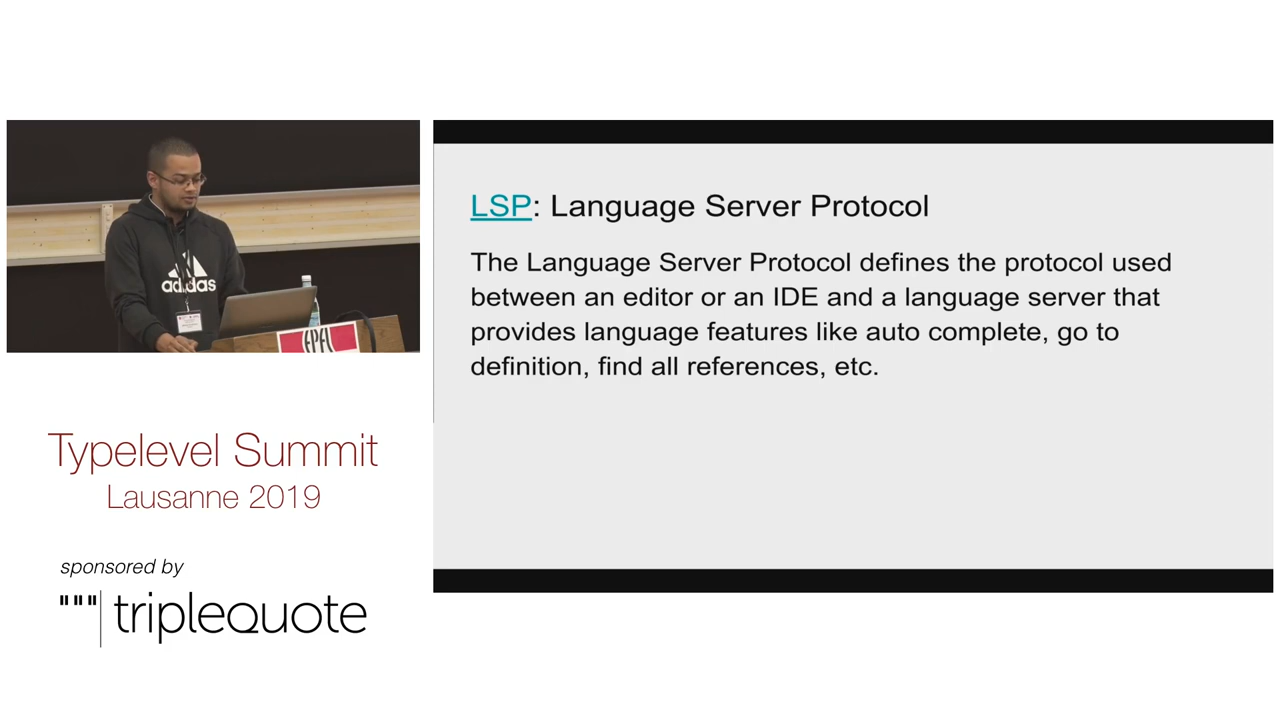 adidas
EPFL
Typelevel Summit
Lausanne 2019
sponsored by
"""|triplequote
LSP: Language Server Protocol
The Language Server Protocol defines the protocol used
between an editor or an IDE and a language server that
provides language features like auto complete, go to
definition, find all references, etc.